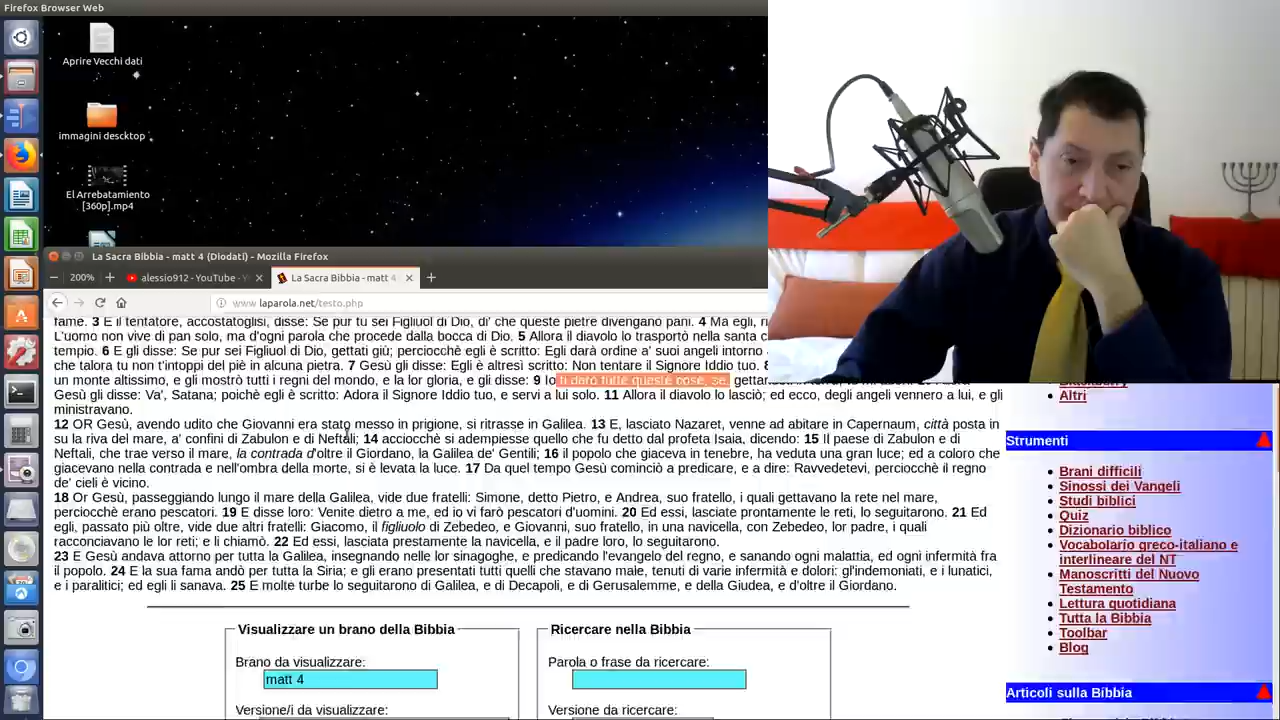 Firefox Browser Web
Aprire Vecchi dati
immagini descktop
El Arrebatamiento
[360p].mp4
La Sacra Bibbia - matt 4 (Diodati) - Mozilla Firefox
200%
alessio912 - YouTube - Y
La Sacra Bibbia - matt 4
www.laparola.net/testo.php
fame. 3 E il tentatore, accostatoglisi, disse: Se pur tu sei Figliuol di Dio, di' che queste pietre divengano pani. 4 Ma egli,
L'uomo non vive di pan solo, ma d'ogni parola che procede dalla bocca di Dio. 5 Allora il diavolo lo trasportò nella santa
tempio. 6 E gli disse: Se pur sei Figliuol di Dio, gettati giù; perciocchè egli è scritto: Egli darà ordine a' suoi angeli intorno
che talora tu non t'intoppi del piè in alcuna pietra. 7 Gesù gli disse: Egli è altresì scritto: Non tentare il Signore Iddio tuo. 8
un monte altissimo, e gli mostrò tutti i regni del mondo, e la lor gloria, e gli disse: 9 Io ti darò tutte queste cose, se,
Gesù gli disse: Va', Satana; poichè egli è scritto: Adora il Signore Iddio tuo, e servi a lui solo. 11 Allora il diavolo lo lasciò; ed ecco, degli angeli vennero a lui, e gli
ministravano.
12 OR Gesù, avendo udito che Giovanni era stato messo in prigione, si ritrasse in Galilea. 13 E, lasciato Nazaret, venne ad abitare in Capernaum, città posta in
su la riva del mare, a' confini di Zabulon e di Neftali; 14 acciocchè si adempiesse quello che fu detto dal profeta Isaia, dicendo: 15 Il paese di Zabulon e di
Neftali, che trae verso il mare, la contrada d'oltre il Giordano, la Galilea de' Gentili; 16 il popolo che giaceva in tenebre, ha veduta una gran luce; ed a coloro che
giacevano nella contrada e nell'ombra della morte, si è levata la luce. 17 Da quel tempo Gesù cominciò a predicare, e a dire: Ravvedetevi, perciocchè il regno
de' cieli è vicino.
18 Or Gesù, passeggiando lungo il mare della Galilea, vide due fratelli: Simone, detto Pietro, e Andrea, suo fratello, i quali gettavano la rete nel mare,
perciocchè erano pescatori. 19 E disse loro: Venite dietro a me, ed io vi farò pescatori d'uomini. 20 Ed essi, lasciate prontamente le reti, lo seguitarono. 21 Ed
egli, passato più oltre, vide due altri fratelli: Giacomo, il figliuolo di Zebedeo, e Giovanni, suo fratello, in una navicella, con Zebedeo, lor padre, i quali
racconciavano le lor reti; e li chiamò. 22 Ed essi, lasciata prestamente la navicella, e il padre loro, lo seguitarono.
23 E Gesù andava attorno per tutta la Galilea, insegnando nelle lor sinagoghe, e predicando l'evangelo del regno, e sanando ogni malattia, ed ogni infermità fra
il popolo. 24 E la sua fama andò per tutta la Siria; e gli erano presentati tutti quelli che stavano male, tenuti di varie infermità e dolori: gl'indemoniati, e i lunatici,
e i paralitici; ed egli li sanava. 25 E molte turbe lo seguitarono di Galilea, e di Decapoli, e di Gerusalemme, e della Giudea, e d'oltre il Giordano.
Visualizzare un brano della Bibbia
Brano da visualizzare:
matt 4
Versione/i da visualizzare:
Ricercare nella Bibbia
Parola o frase da ricercare:
Versione da ricercare:
Altri
Strumenti
Brani difficili
Sinossi dei Vangeli
Studi biblici
Quiz
Dizionario biblico
Vocabolario greco-italiano e
interlineare del NT
Manoscritti del Nuovo
Testamento
Lettura quotidiana
Tutta la Bibbia
Toolbar
Blog
Articoli sulla Bibbia